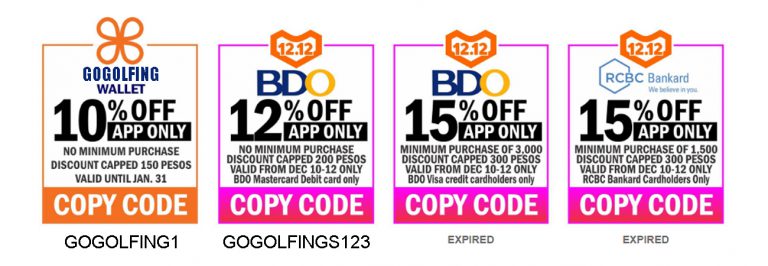 GOGOLFING
WALLET
10% OFF
APP ONLY
NO MINIMUM PURCHASE
DISCOUNT CAPPED 150 PESOS
VALID UNTIL JAN. 31
COPY CODE
GOGOLFING1
12.12
BDO
12% OFF
APP ONLY
NO MINIMUM PURCHASE
DISCOUNT CAPPED 200 PESOS
VALID FROM DEC 10-12 ONLY
BDO Mastercard Debit card only
COPY CODE
GOGOLFINGS123
12.12
BDO
15% OFF
APP ONLY
MINIMUM PURCHASE OF 3,000
DISCOUNT CAPPED 300 PESOS
VALID FROM DEC 10-12 ONLY
BDO Visa credit cardholders only
COPY CODE
EXPIRED
12.12
RCBC Bankard
We believe in you.
15% OFF
APP ONLY
MINIMUM PURCHASE OF 1,500
DISCOUNT CAPPED 300 PESOS
VALID FROM DEC 10-12 ONLY
RCBC Bankard Cardholders Only
COPY CODE
EXPIRED